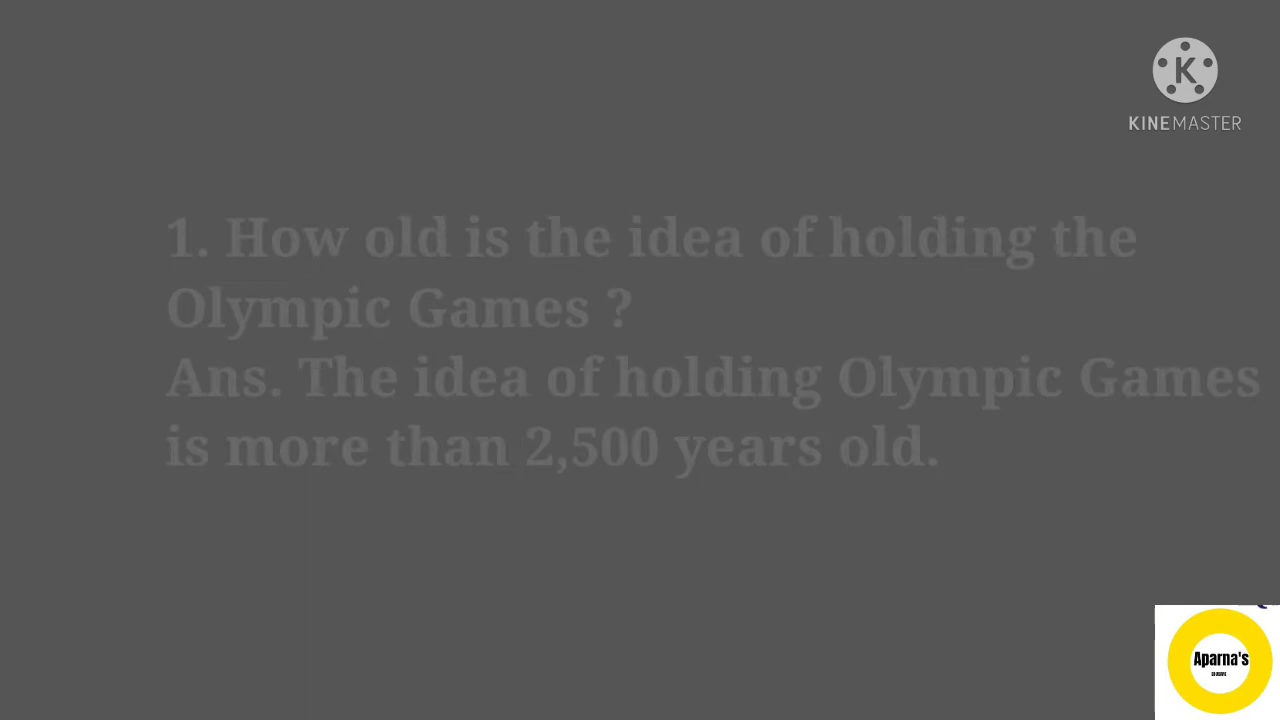 K
KINEMASTER
1. How old is the idea of holding the
Olympic Games ?
Ans. The idea of holding Olympic Games
is more than 2,500 years old.
Aparna's